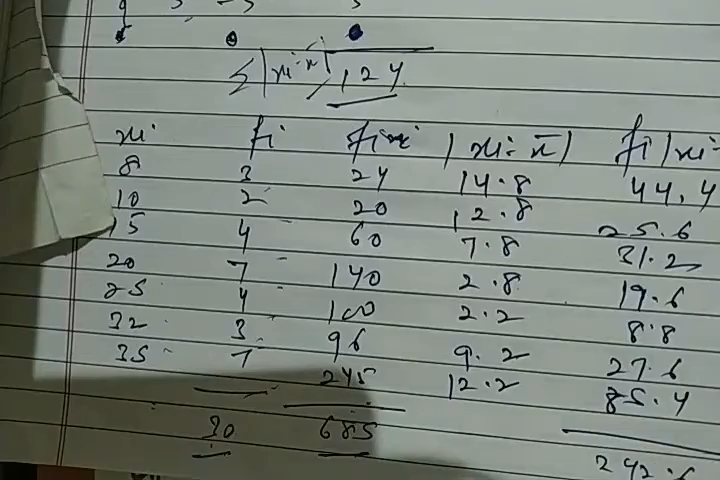 Σ |xi - x| 124
xi fi fixi |xi - x̄| fi|xi -
8 3 24 14.8 44.4
10 2 20 12.8 25.6
15 4 60 7.8 31.2
20 7 140 2.8 19.6
25 4 100 2.2 8.8
32 3 96 9.2 27.6
35 7 245 12.2 85.4
30 685
242.6